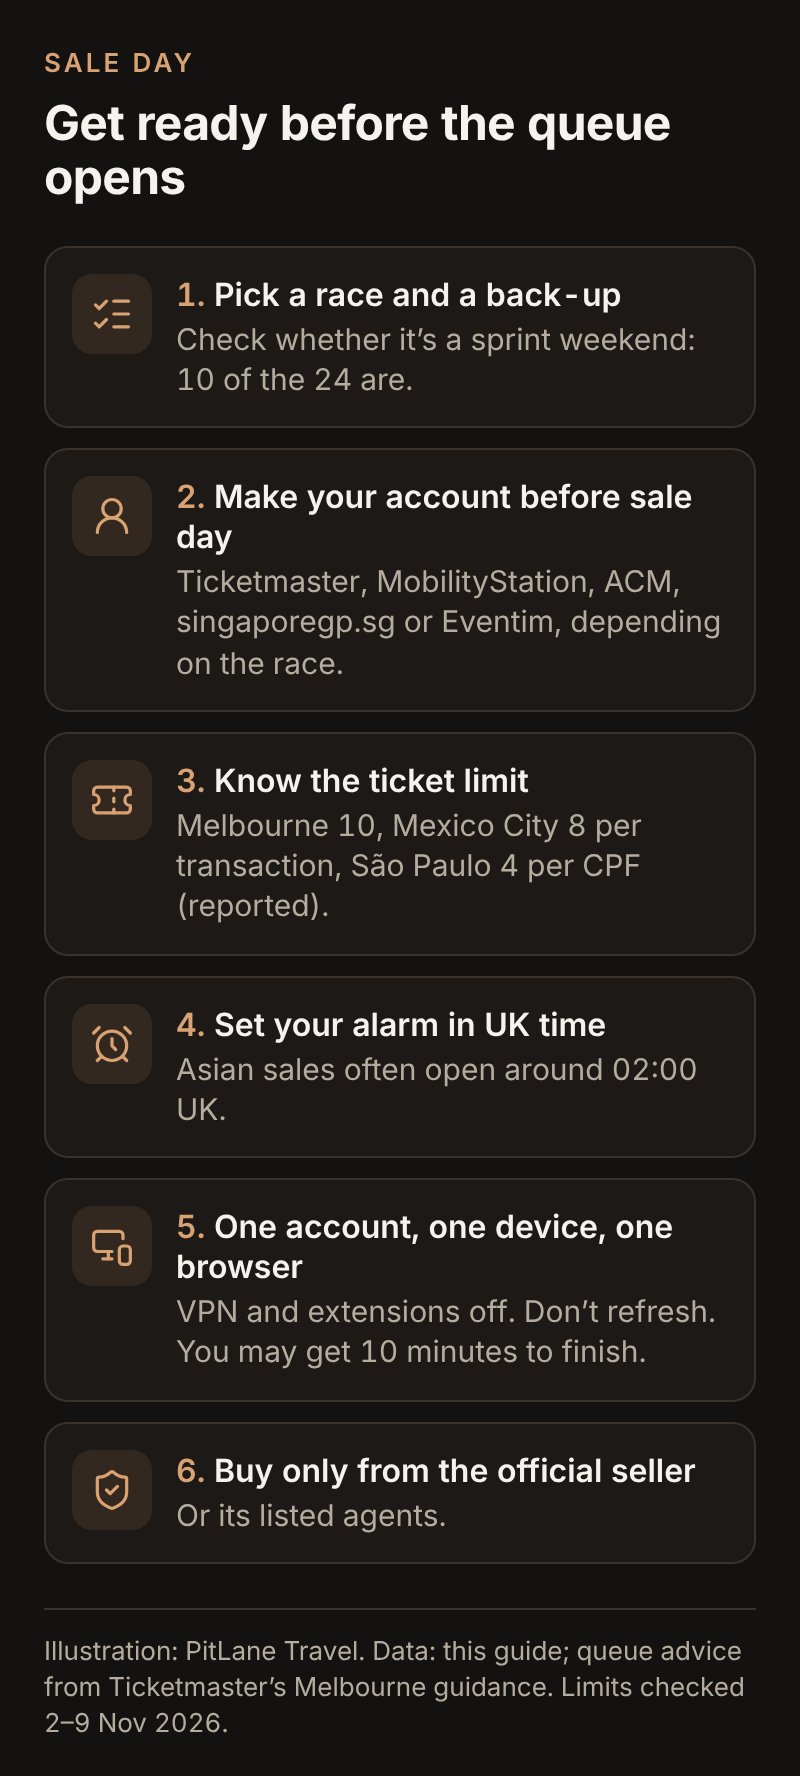 SALE DAY
Get ready before the queue
opens
1. Pick a race and a back-up
Check whether it’s a sprint weekend:
10 of the 24 are.
2. Make your account before sale
day
Ticketmaster, MobilityStation, ACM,
singaporegp.sg or Eventim, depending
on the race.
3. Know the ticket limit
Melbourne 10, Mexico City 8 per
transaction, São Paulo 4 per CPF
(reported).
4. Set your alarm in UK time
Asian sales often open around 02:00
UK.
5. One account, one device, one
browser
VPN and extensions off. Don’t refresh.
You may get 10 minutes to finish.
6. Buy only from the official seller
Or its listed agents.
Illustration: PitLane Travel. Data: this guide; queue advice
from Ticketmaster’s Melbourne guidance. Limits checked
2–9 Nov 2026.